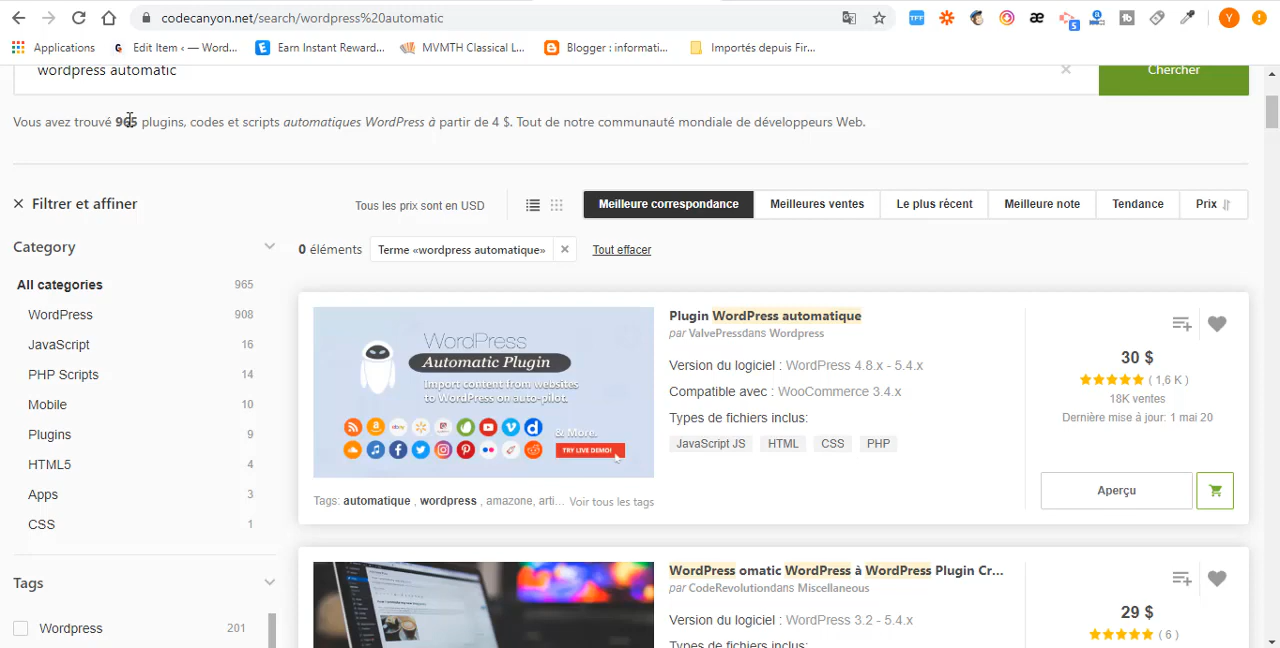 codecanyon.net/search/wordpress%20automatic
Applications
Edit Item ‹ — Word...
Earn Instant Reward...
MVMTH Classical L...
Blogger : informati...
Importés depuis Fir...
wordpress automatic
Chercher
Vous avez trouvé 965 plugins, codes et scripts automatiques WordPress à partir de 4 $. Tout de notre communauté mondiale de développeurs Web.
Filtrer et affiner
Tous les prix sont en USD
Meilleure correspondance
Meilleures ventes
Le plus récent
Meilleure note
Tendance
Prix
Category
0 éléments
Terme «wordpress automatique»
Tout effacer
All categories 965
WordPress 908
JavaScript 16
PHP Scripts 14
Mobile 10
Plugins 9
HTML5 4
Apps 3
CSS 1
Tags
Wordpress 201
WordPress
Automatic Plugin
Import content from websites
to WordPress on auto-pilot.
& More.
TRY LIVE DEMO!
Tags: automatique , wordpress , amazone, arti... Voir tous les tags
Plugin WordPress automatique
par ValvePressdans Wordpress
Version du logiciel : WordPress 4.8.x - 5.4.x
Compatible avec : WooCommerce 3.4.x
Types de fichiers inclus:
JavaScript JS HTML CSS PHP
30 $
( 1,6 K )
18K ventes
Dernière mise à jour: 1 mai 20
Aperçu
WordPress omatic WordPress à WordPress Plugin Cr...
par CodeRevolutiondans Miscellaneous
Version du logiciel : WordPress 3.2 - 5.4.x
Types de fichiers inclus:
29 $
( 6 )